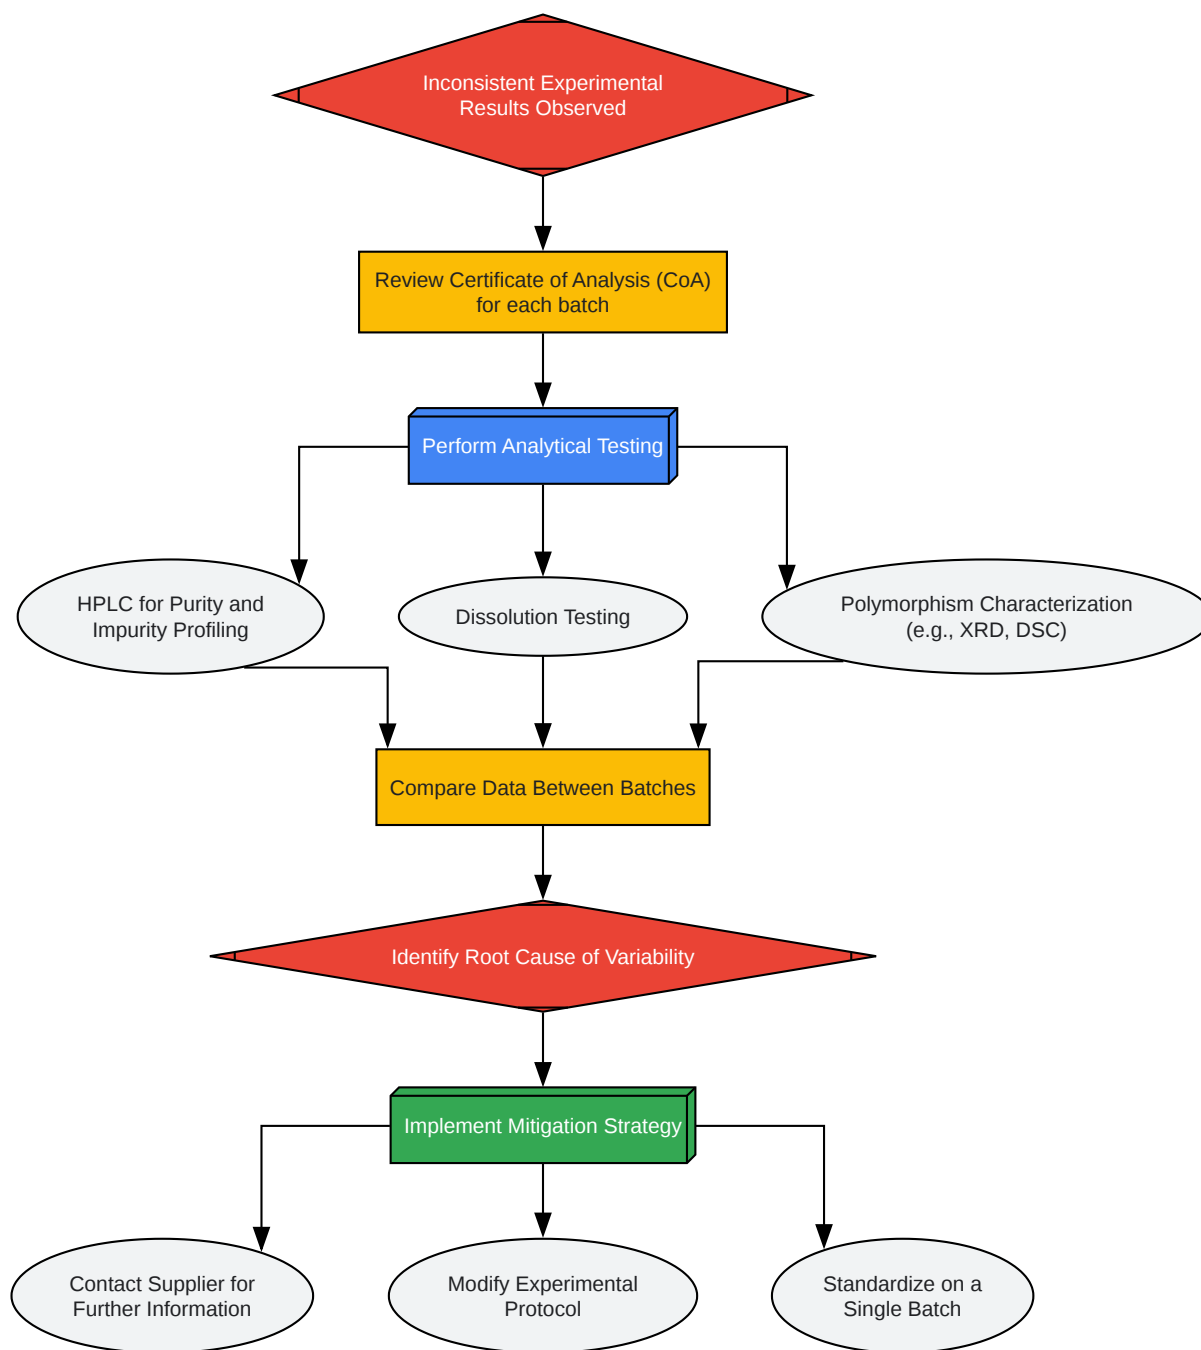 Inconsistent Experimental
Results Observed
Review Certificate of Analysis (CoA)
for each batch
Perform Analytical Testing
HPLC for Purity and
Impurity Profiling
Dissolution Testing
Polymorphism Characterization
(e.g., XRD, DSC)
Compare Data Between Batches
Identify Root Cause of Variability
Implement Mitigation Strategy
Contact Supplier for
Further Information
Modify Experimental
Protocol
Standardize on a
Single Batch